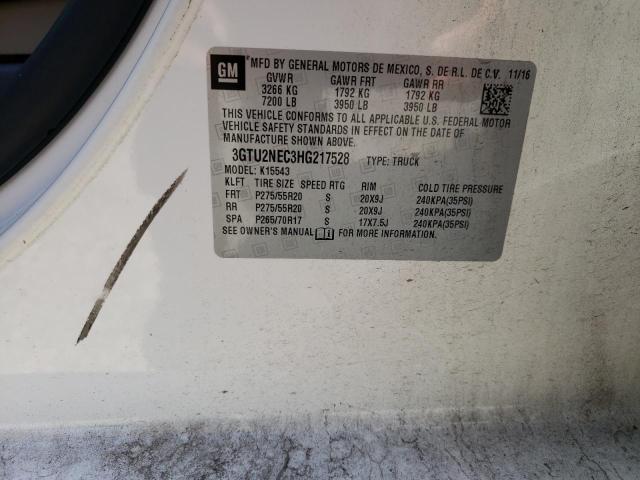 GM
MFD BY GENERAL MOTORS DE MEXICO, S. DE R.L. DE C.V. 11/16
GVWR GAWR FRT GAWR RR
3266 KG 1792 KG 1792 KG
7200 LB 3950 LB 3950 LB
THIS VEHICLE CONFORMS TO ALL APPLICABLE U.S. FEDERAL MOTOR
VEHICLE SAFETY STANDARDS IN EFFECT ON THE DATE OF MANUFACTURE
SHOWN ABOVE.
3GTU2NEC3HG217528 TYPE: TRUCK
MODEL: K15543
KLFT TIRE SIZE SPEED RTG RIM COLD TIRE PRESSURE
FRT P275/55R20 S 20X9J 240KPA(35PSI)
RR P275/55R20 S 20X9J 240KPA(35PSI)
SPA P265/70R17 S 17X7.5J 240KPA(35PSI)
SEE OWNER'S MANUAL FOR MORE INFORMATION.